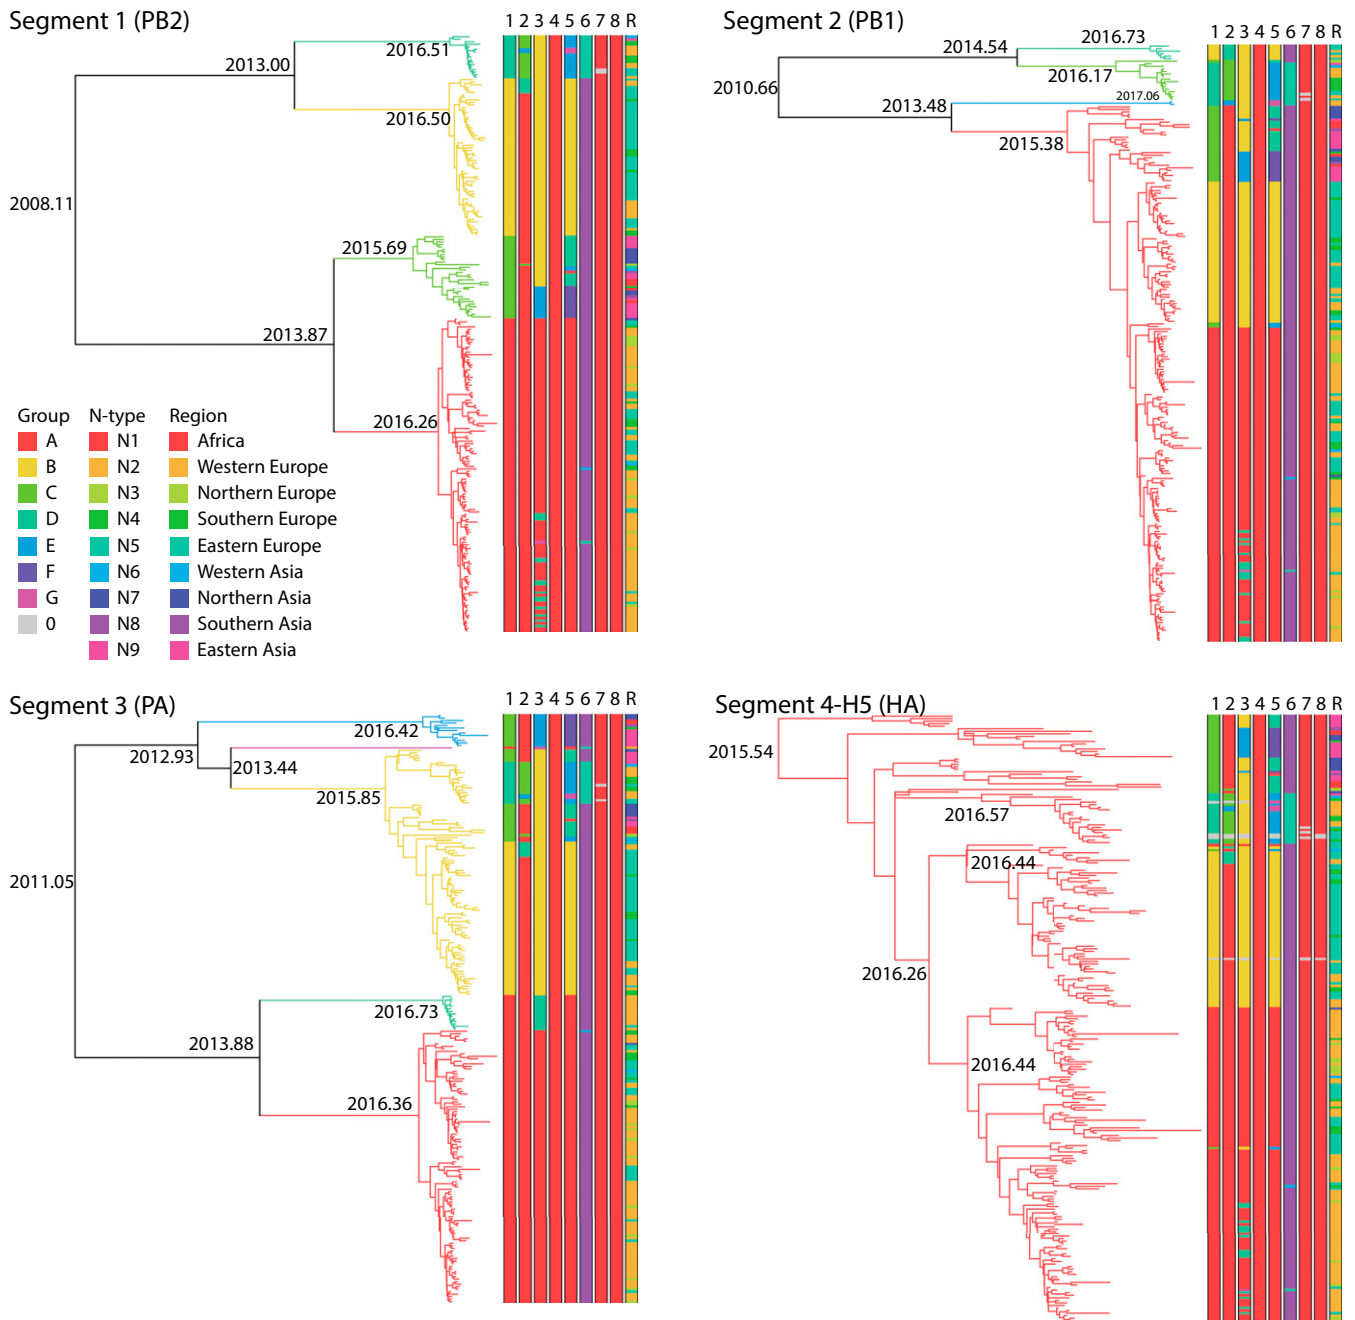 Segment 1 (PB2)
1 2 3 4 5 6 7 8 R
2016.51
2013.00
2016.50
2008.11
2015.69
2013.87
2016.26
Group N-type Region
A N1 Africa
B N2 Western Europe
C N3 Northern Europe
D N4 Southern Europe
E N5 Eastern Europe
F N6 Western Asia
G N7 Northern Asia
0 N8 Southern Asia
N9 Eastern Asia
Segment 2 (PB1)
1 2 3 4 5 6 7 8 R
2016.73
2014.54
2016.17
2010.66
2017.06
2013.48
2015.38
Segment 3 (PA)
1 2 3 4 5 6 7 8 R
2016.42
2012.93
2013.44
2015.85
2011.05
2016.73
2013.88
2016.36
Segment 4-H5 (HA)
1 2 3 4 5 6 7 8 R
2015.54
2016.57
2016.44
2016.26
2016.44